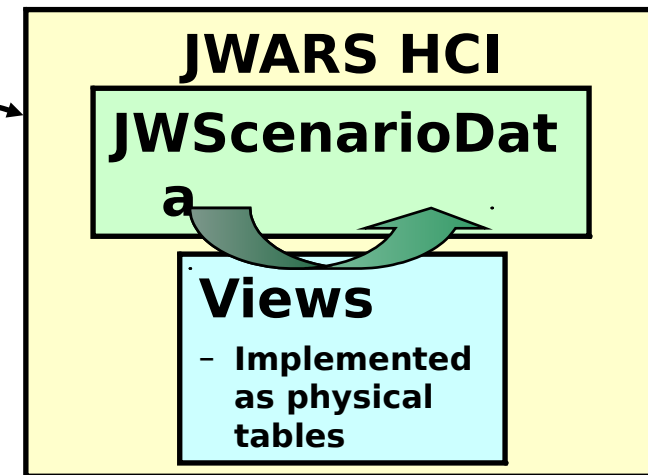 JWARS HCI
JWScenarioDat
a
Views
– Implemented
as physical
tables